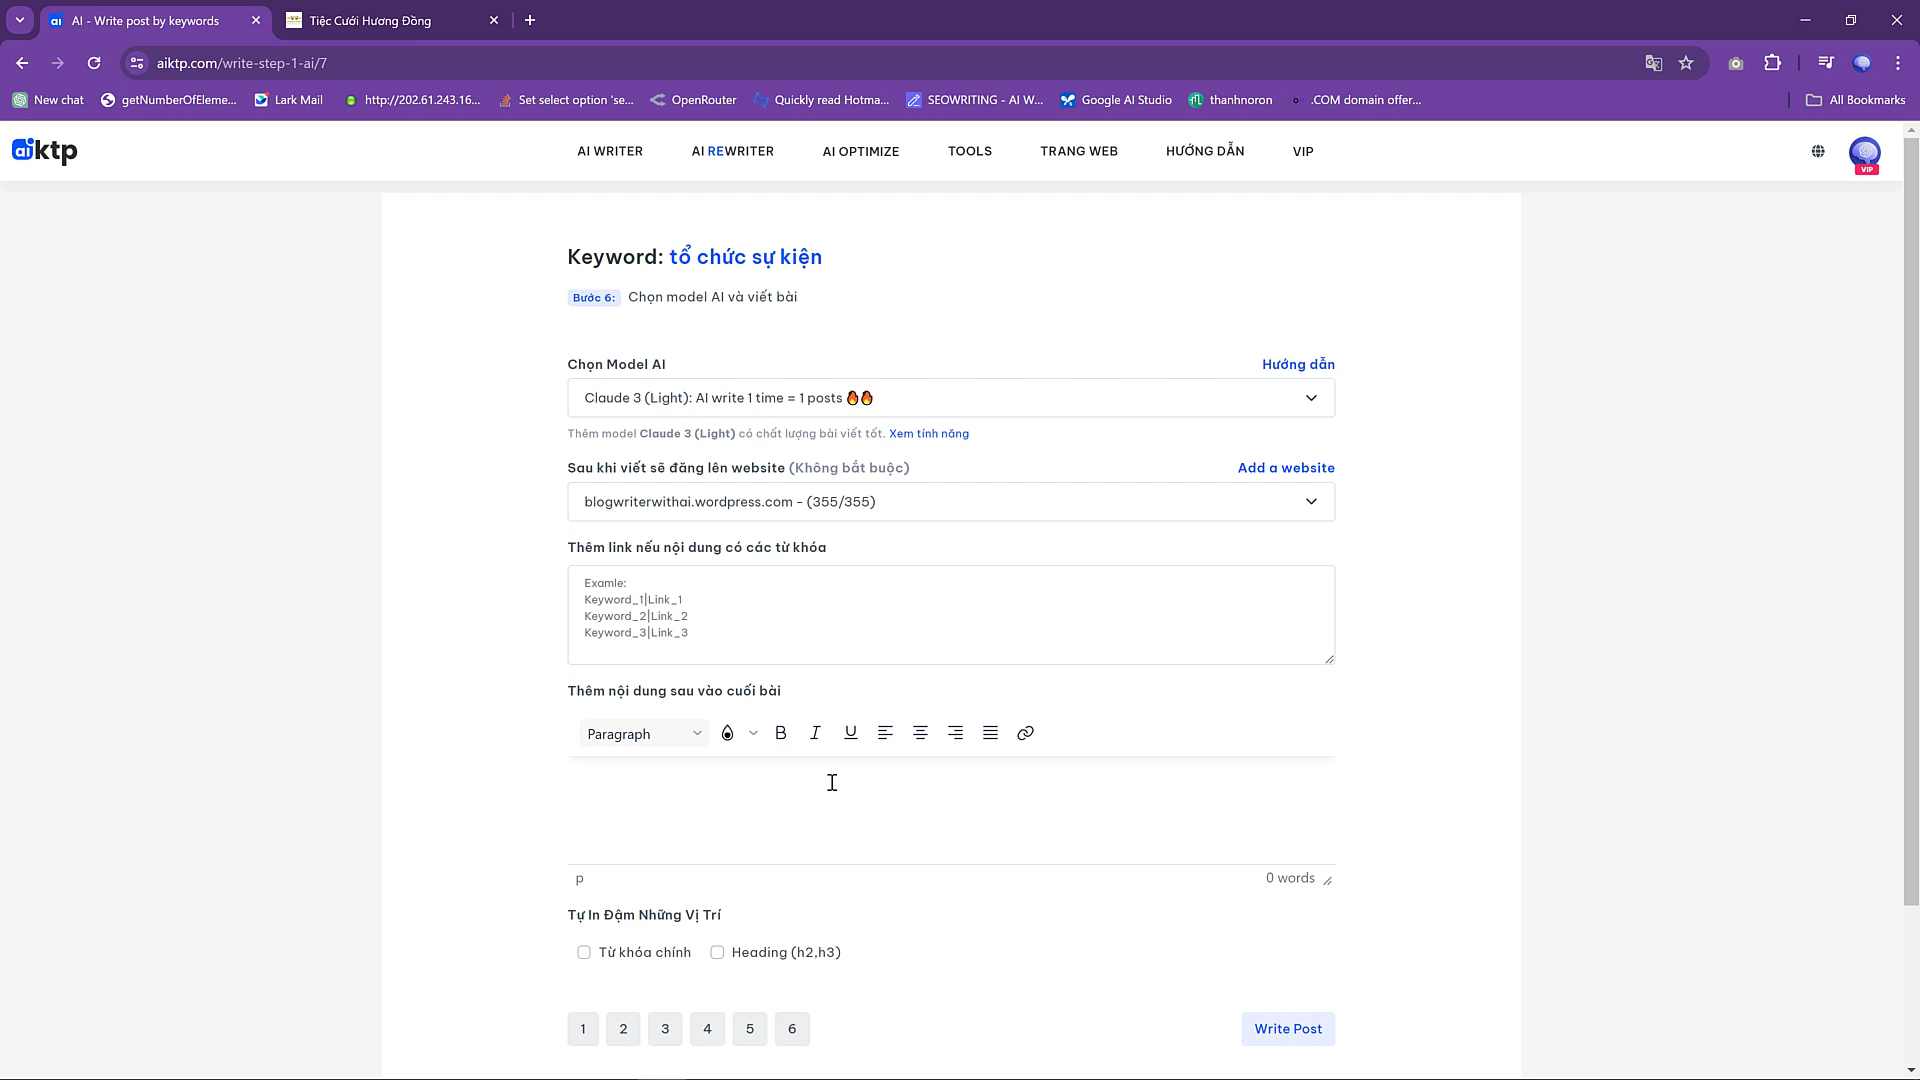 AI - Write post by keywords
Tiệc Cưới Hương Đồng
aiktp.com/write-step-1-ai/7
New chat
getNumberOfEleme...
Lark Mail
http://202.61.243.16...
Set select option 'se...
OpenRouter
Quickly read Hotma...
SEOWRITING - AI W...
Google AI Studio
thanhnoron
.COM domain offer...
All Bookmarks
aiktp
AI WRITER
AI REWRITER
AI OPTIMIZE
TOOLS
TRANG WEB
HƯỚNG DẪN
VIP
VIP
Keyword: tổ chức sự kiện
Bước 6: Chọn model AI và viết bài
Chọn Model AI
Hướng dẫn
Claude 3 (Light): AI write 1 time = 1 posts 🔥🔥
Thêm model Claude 3 (Light) có chất lượng bài viết tốt. Xem tính năng
Sau khi viết sẽ đăng lên website (Không bắt buộc)
Add a website
blogwriterwithai.wordpress.com - (355/355)
Thêm link nếu nội dung có các từ khóa
Examle:
Keyword_1|Link_1
Keyword_2|Link_2
Keyword_3|Link_3
Thêm nội dung sau vào cuối bài
Paragraph
B I U
p
0 words
Tự In Đậm Những Vị Trí
Từ khóa chính
Heading (h2,h3)
1 2 3 4 5 6
Write Post